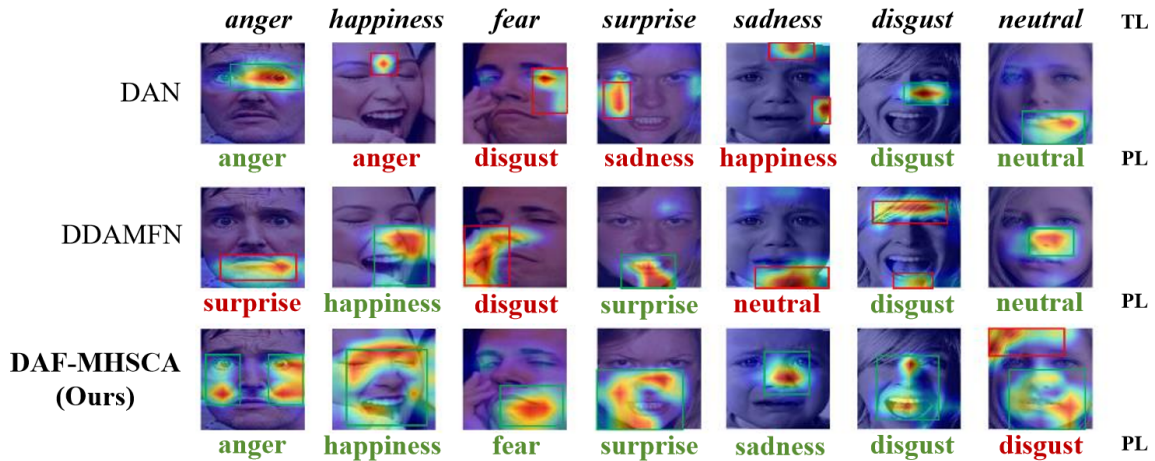 anger happiness fear surprise sadness disgust neutral TL
DAN
anger anger disgust sadness happiness disgust neutral PL
DDAMFN
surprise happiness disgust surprise neutral disgust neutral PL
DAF-MHSCA
(Ours)
anger happiness fear surprise sadness disgust disgust PL